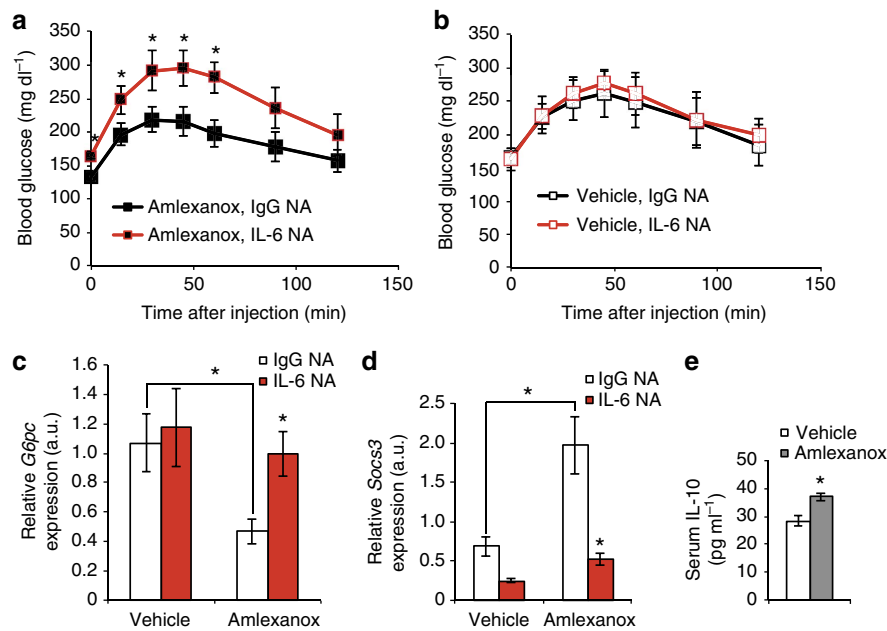 a
Blood glucose (mg dl⁻¹)
350
300
250
200
150
100
50
0
0
50
100
150
Time after injection (min)
Amlexanox, IgG NA
Amlexanox, IL-6 NA
*
*
*
*
*
b
Blood glucose (mg dl⁻¹)
350
300
250
200
150
100
50
0
0
50
100
150
Time after injection (min)
Vehicle, IgG NA
Vehicle, IL-6 NA
c
Relative G6pc
expression (a.u.)
1.6
1.4
1.2
1.0
0.8
0.6
0.4
0.2
0
IgG NA
IL-6 NA
*
*
Vehicle
Amlexanox
d
Relative Socs3
expression (a.u.)
2.5
2.0
1.5
1.0
0.5
0
IgG NA
IL-6 NA
*
*
Vehicle
Amlexanox
e
Vehicle
Amlexanox
Serum IL-10
(pg ml⁻¹)
50
40
30
20
10
0
*